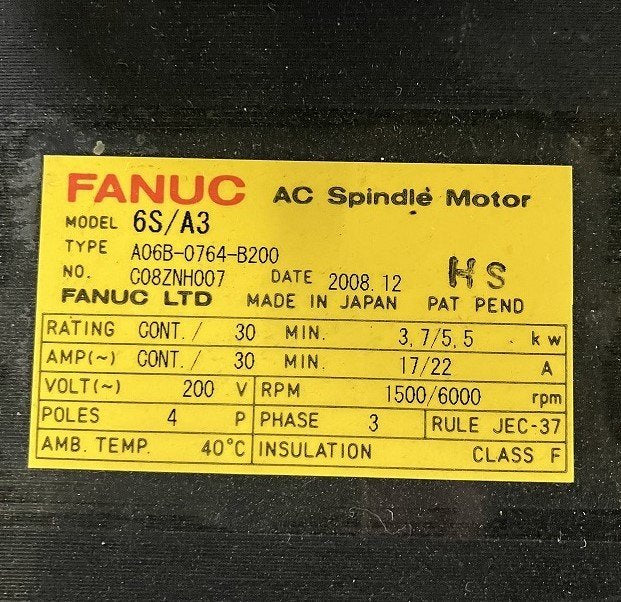 FANUC AC Spindle Motor
MODEL 6S/A3
TYPE A06B-0764-B200
NO. C08ZNH007 DATE 2008.12 HS
FANUC LTD MADE IN JAPAN PAT PEND
RATING CONT./ 30 MIN. 3,7/5,5 kw
AMP(~) CONT./ 30 MIN. 17/22 A
VOLT(~) 200 V RPM 1500/6000 rpm
POLES 4 P PHASE 3 RULE JEC-37
AMB. TEMP. 40°C INSULATION CLASS F